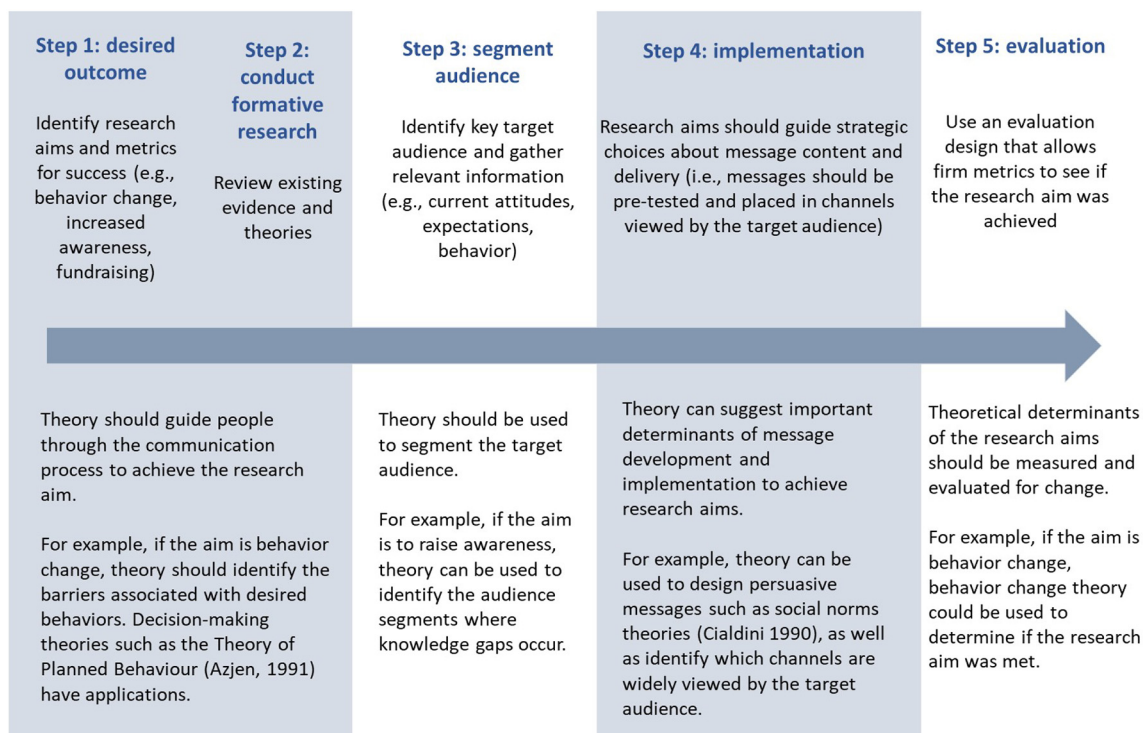 Step 1: desired
outcome
Identify research
aims and metrics
for success (e.g.,
behavior change,
increased
awareness,
fundraising)
Step 2:
conduct
formative
research
Review existing
evidence and
theories
Step 3: segment
audience
Identify key target
audience and gather
relevant information
(e.g., current attitudes,
expectations,
behavior)
Step 4: implementation
Research aims should guide strategic
choices about message content and
delivery (i.e., messages should be
pre-tested and placed in channels
viewed by the target audience)
Step 5: evaluation
Use an evaluation
design that allows
firm metrics to see if
the research aim was
achieved
Theory should guide people
through the communication
process to achieve the research
aim.
For example, if the aim is behavior
change, theory should identify the
barriers associated with desired
behaviors. Decision-making
theories such as the Theory of
Planned Behaviour (Azjen, 1991)
have applications.
Theory should be used
to segment the target
audience.
For example, if the aim
is to raise awareness,
theory can be used to
identify the audience
segments where
knowledge gaps occur.
Theory can suggest important
determinants of message
development and
implementation to achieve
research aims.
For example, theory can be
used to design persuasive
messages such as social norms
theories (Cialdini 1990), as well
as identify which channels are
widely viewed by the target
audience.
Theoretical determinants
of the research aims
should be measured and
evaluated for change.
For example, if the aim is
behavior change,
behavior change theory
could be used to
determine if the research
aim was met.